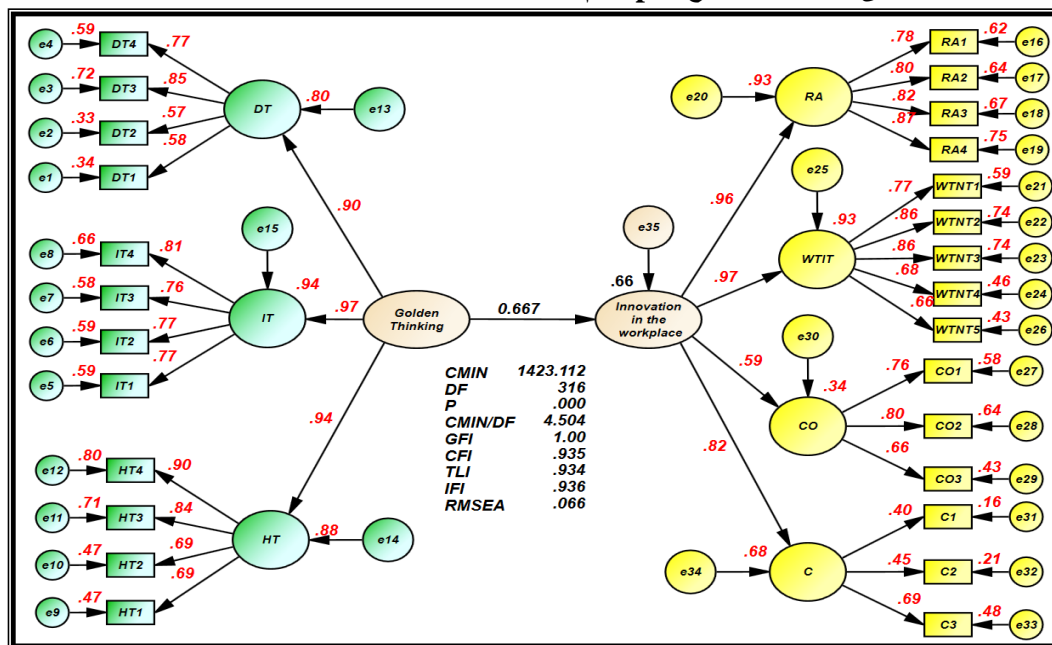 e4 .59 DT4 .77
e3 .72 DT3 .85
e2 .33 DT2 .57
e1 .34 DT1 .58
DT .80 e13
.90
e15
e8 .66 IT4 .81
e7 .58 IT3 .76
e6 .59 IT2 .77
e5 .59 IT1 .77
IT .94
.97
Golden
Thinking
0.667
.94
e12 .80 HT4 .90
e11 .71 HT3 .84
e10 .47 HT2 .69
e9 .47 HT1 .69
HT .88 e14
CMIN 1423.112
DF 316
P .000
CMIN/DF 4.504
GFI 1.00
CFI .935
TLI .934
IFI .936
RMSEA .066
e35
.66
Innovation
in the
workplace
.96
.97
.59
.82
e20 .93 RA
.78 RA1 .62 e16
.80 RA2 .64 e17
.82 RA3 .67 e18
.87 RA4 .75 e19
e25
.93
WTIT
.77 WTNT1 .59 e21
.86 WTNT2 .74 e22
.86 WTNT3 .74 e23
.68 WTNT4 .46 e24
.66 WTNT5 .43 e26
e30
.34
CO
.76 CO1 .58 e27
.80 CO2 .64 e28
.66 CO3 .43 e29
e34 .68 C
.40 C1 .16 e31
.45 C2 .21 e32
.69 C3 .48 e33